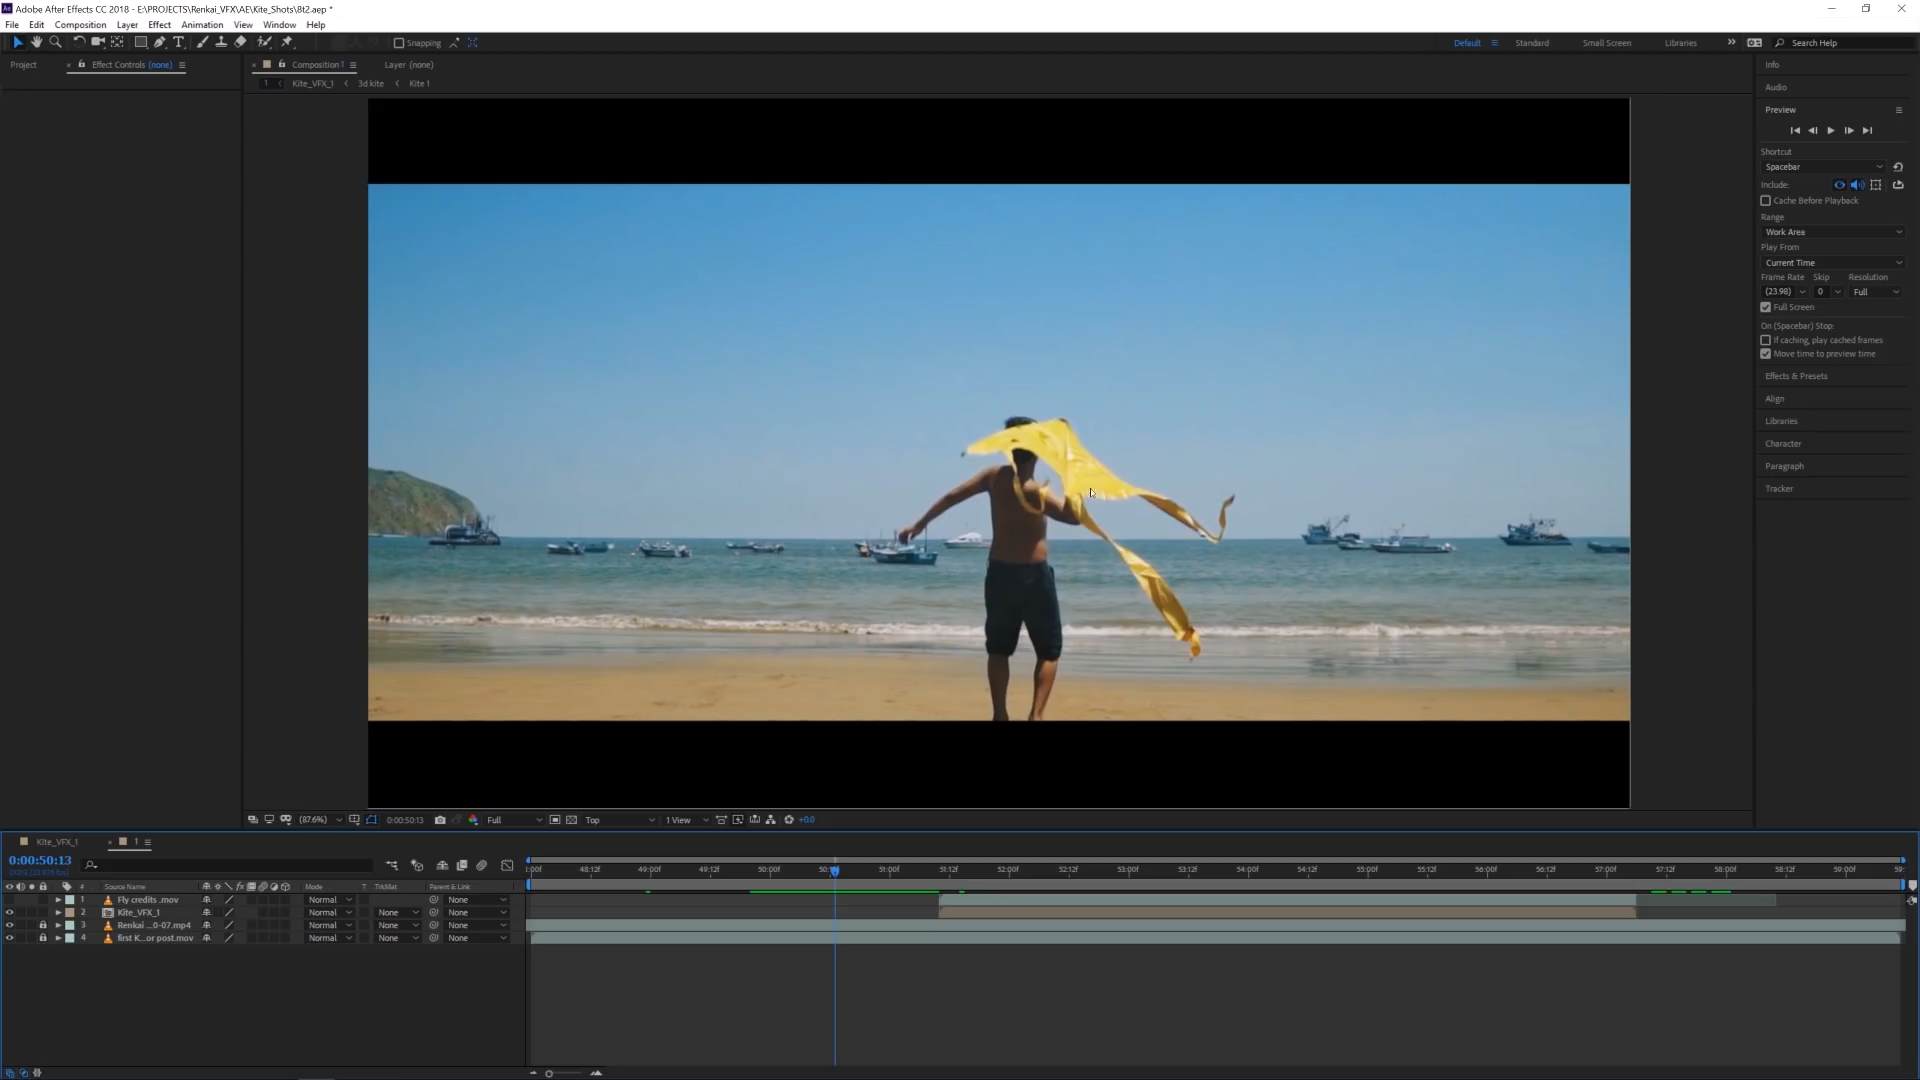 Adobe After Effects CC 2018 - E:\PROJECTS\Renkai_VFX\AE\Kite_Shots\8t2.aep *
File Edit Composition Layer Effect Animation View Window Help
Snapping
Default Standard Small Screen Libraries Search Help
Project Effect Controls (none)
Composition 1 Layer (none)
1 Kite_VFX_1 3d kite Kite 1
Info
Audio
Preview
Shortcut
Spacebar
Include:
Cache Before Playback
Range
Work Area
Play From
Current Time
Frame Rate Skip Resolution
(23.98) 0 Full
Full Screen
On (Spacebar) Stop:
If caching, play cached frames
Move time to preview time
Effects & Presets
Align
Libraries
Character
Paragraph
Tracker
(87.6%) 0:00:50:13 Full Top 1 View +0.0
Kite_VFX_1 1
0:00:50:13
:00f 48:12f 49:00f 49:12f 50:00f 50: 51:00f 51:12f 52:00f 52:12f 53:00f 53:12f 54:00f 54:12f 55:00f 55:12f 56:00f 56:12f 57:00f 57:12f 58:00f 58:12f 59:00f 59:
# Source Name fx Mode T TrkMat Parent & Link
1 Fly credits .mov Normal None
2 Kite_VFX_1 Normal None None
3 Renkai ...0-07.mp4 Normal None None
4 first K...or post.mov Normal None None